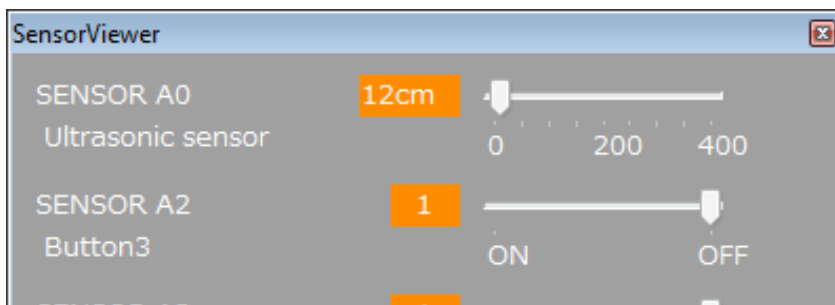 SensorViewer
SENSOR A0 12cm
Ultrasonic sensor 0 200 400
SENSOR A2 1
Button3 ON OFF